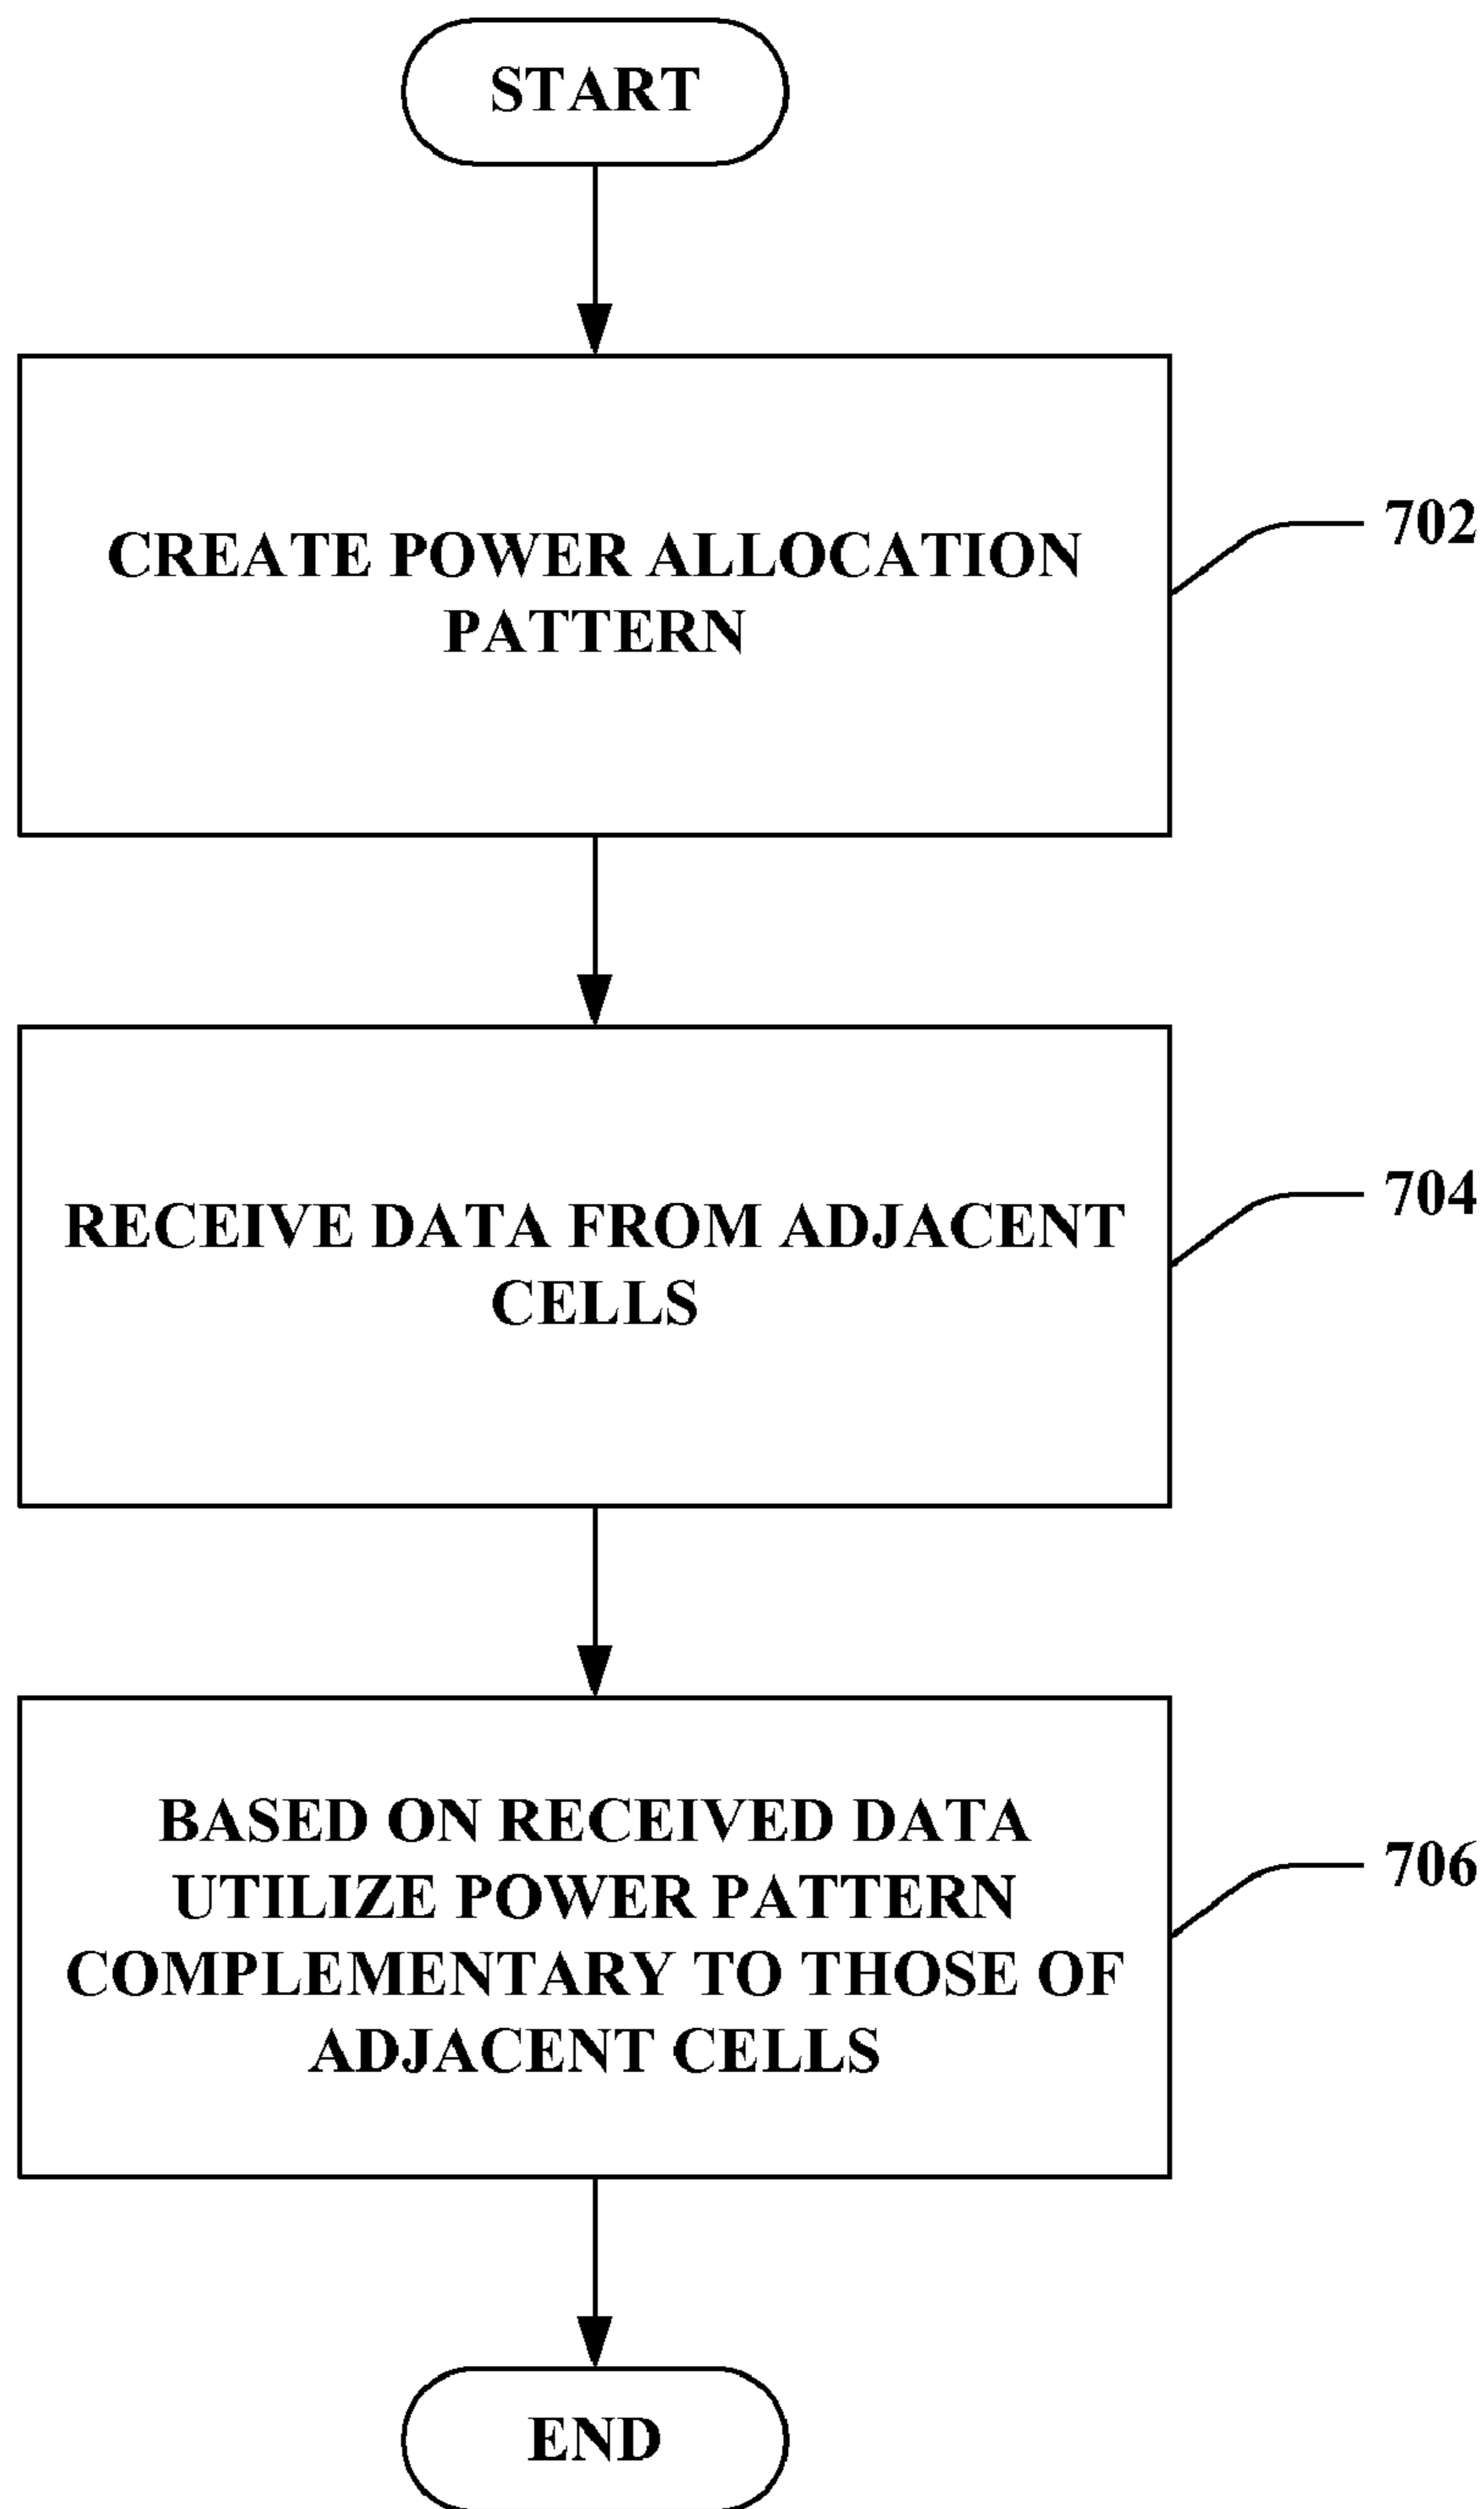 START
CREATE POWER ALLOCATION
PATTERN
702
RECEIVE DATA FROM ADJACENT
CELLS
704
BASED ON RECEIVED DATA
UTILIZE POWER PATTERN
COMPLEMENTARY TO THOSE OF
ADJACENT CELLS
706
END